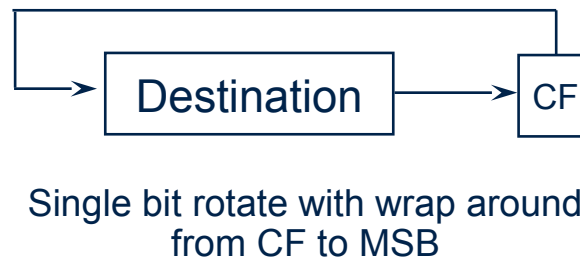 Destination
CF
Single bit rotate with wrap around
from CF to MSB